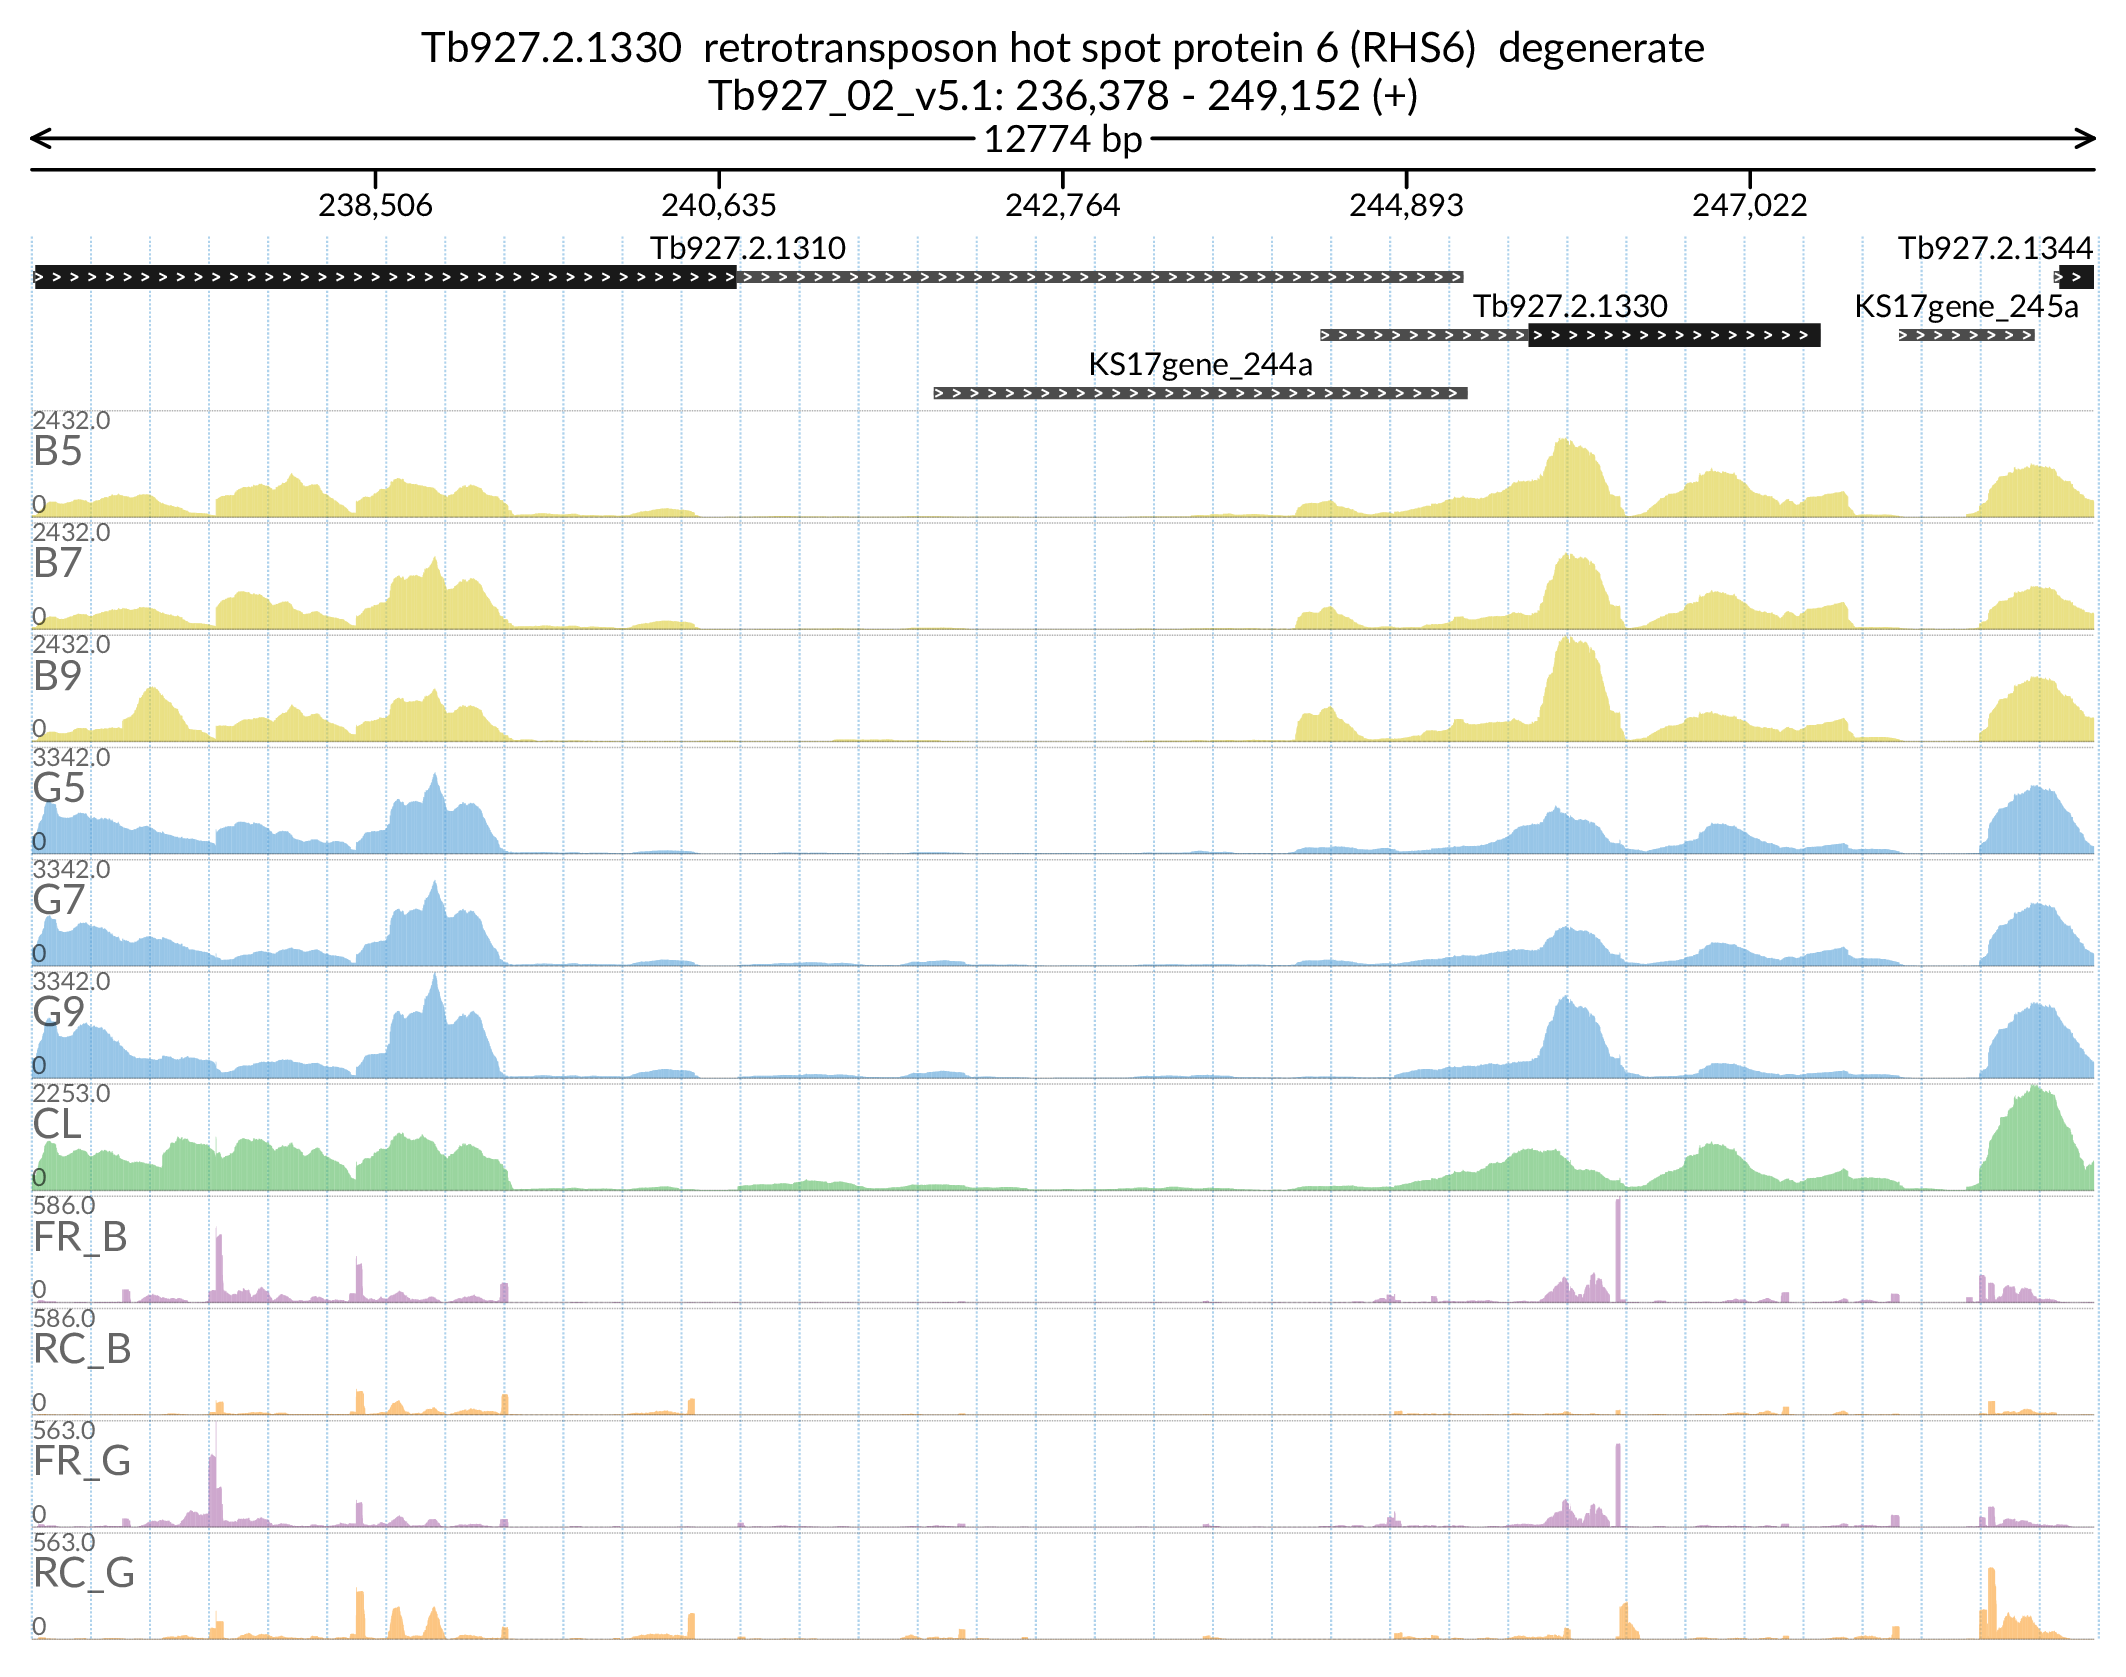 Tb927.2.1330  retrotransposon hot spot protein 6 (RHS6)  degenerate
Tb927_02_v5.1: 236,378 - 249,152 (+)
12774 bp
238,506 240,635 242,764 244,893 247,022
Tb927.2.1310 Tb927.2.1344
Tb927.2.1330 KS17gene_245a
KS17gene_244a
2432.0
B5
0
2432.0
B7
0
2432.0
B9
0
3342.0
G5
0
3342.0
G7
0
3342.0
G9
0
2253.0
CL
0
586.0
FR_B
0
586.0
RC_B
0
563.0
FR_G
0
563.0
RC_G
0